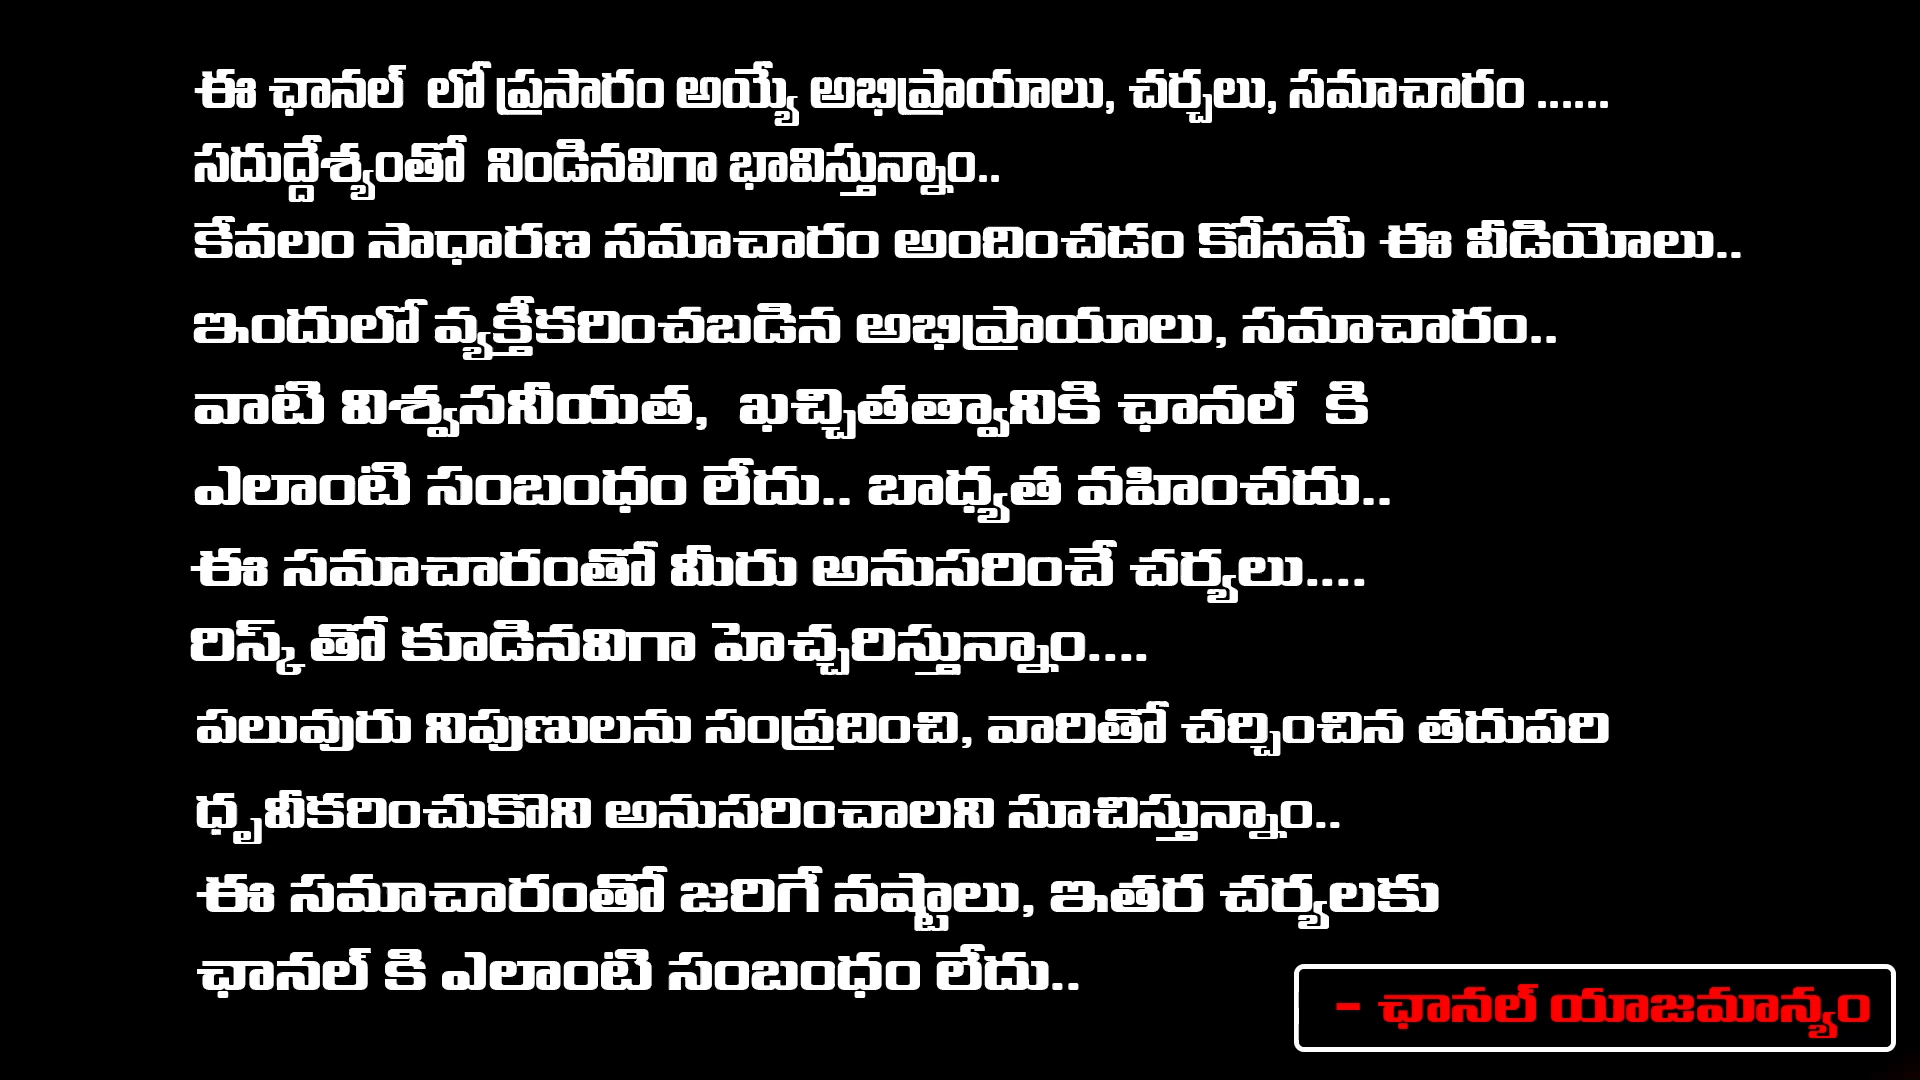 ఈ ఛానల్ లో ప్రసారం అయ్యే అభిప్రాయాలు, చర్చలు, సమాచారం ......
సదుద్దేశ్యంతో నిండినవిగా భావిస్తున్నాం..
కేవలం సాధారణ సమాచారం అందించడం కోసమే ఈ వీడియోలు..
ఇందులో వ్యక్తీకరించబడిన అభిప్రాయాలు, సమాచారం..
వాటి విశ్వసనీయత, ఖచ్చితత్వానికి ఛానల్ కి
ఎలాంటి సంబంధం లేదు.. బాధ్యత వహించదు..
ఈ సమాచారంతో మీరు అనుసరించే చర్యలు....
రిస్క్ తో కూడినవిగా హెచ్చరిస్తున్నాం....
పలువురు నిపుణులను సంప్రదించి, వారితో చర్చించిన తదుపరి
ధృవీకరించుకొని అనుసరించాలని సూచిస్తున్నాం..
ఈ సమాచారంతో జరిగే నష్టాలు, ఇతర చర్యలకు
ఛానల్ కి ఎలాంటి సంబంధం లేదు..
- ఛానల్ యాజమాన్యం